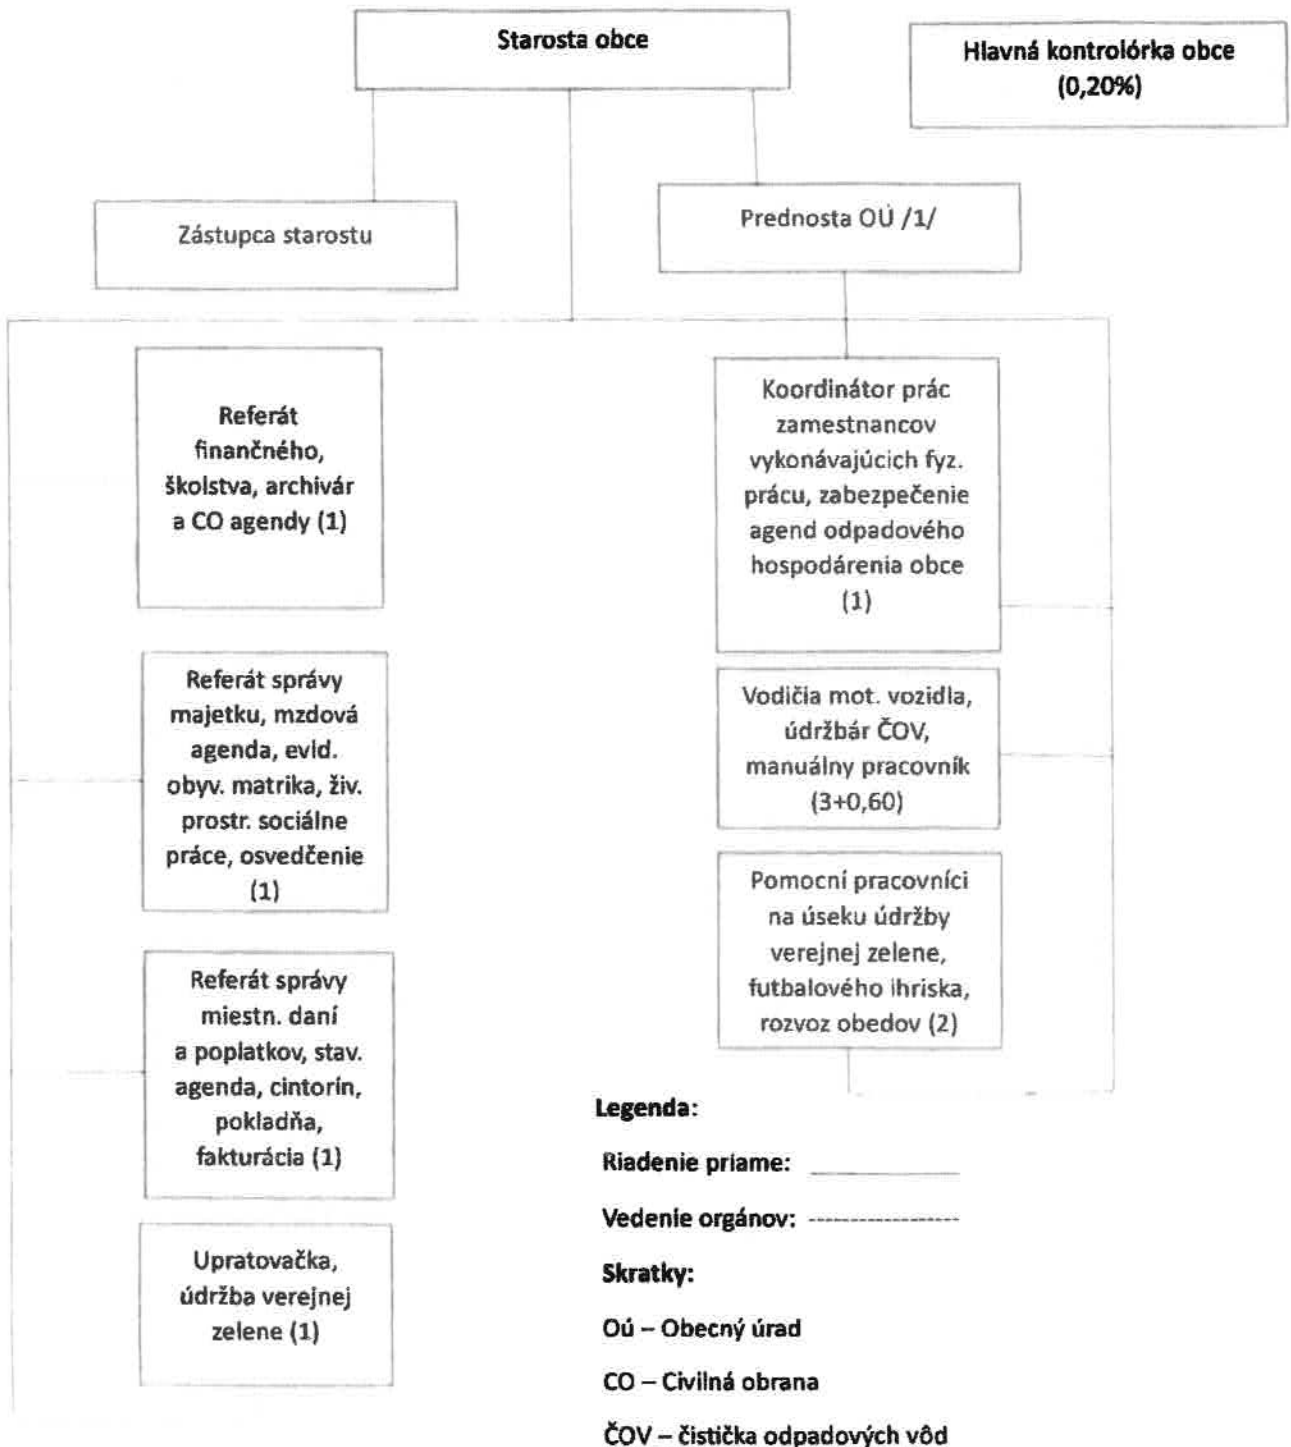 Starosta obce
Hlavná kontrolórka obce
(0,20%)
Zástupca starostu
Prednosta OÚ /1/
Referát
finančného,
školstva, archivár
a CO agendy (1)
Referát správy
majetku, mzdová
agenda, evid.
obyv. matrika, živ.
prostr. sociálne
práce, osvedčenie
(1)
Referát správy
miestn. daní
a poplatkov, stav.
agenda, cintorín,
pokladňa,
fakturácia (1)
Upratovačka,
údržba verejnej
zelene (1)
Koordinátor prác
zamestnancov
vykonávajúcich fyz.
prácu, zabezpečenie
agend odpadového
hospodárenia obce
(1)
Vodičia mot. vozidla,
údržbár ČOV,
manuálny pracovník
(3+0,60)
Pomocní pracovníci
na úseku údržby
verejnej zelene,
futbalového ihriska,
rozvoz obedov (2)
Legenda:
Riadenie priame:
Vedenie orgánov:
Skratky:
Oú – Obecný úrad
CO – Civilná obrana
ČOV – čistička odpadových vôd